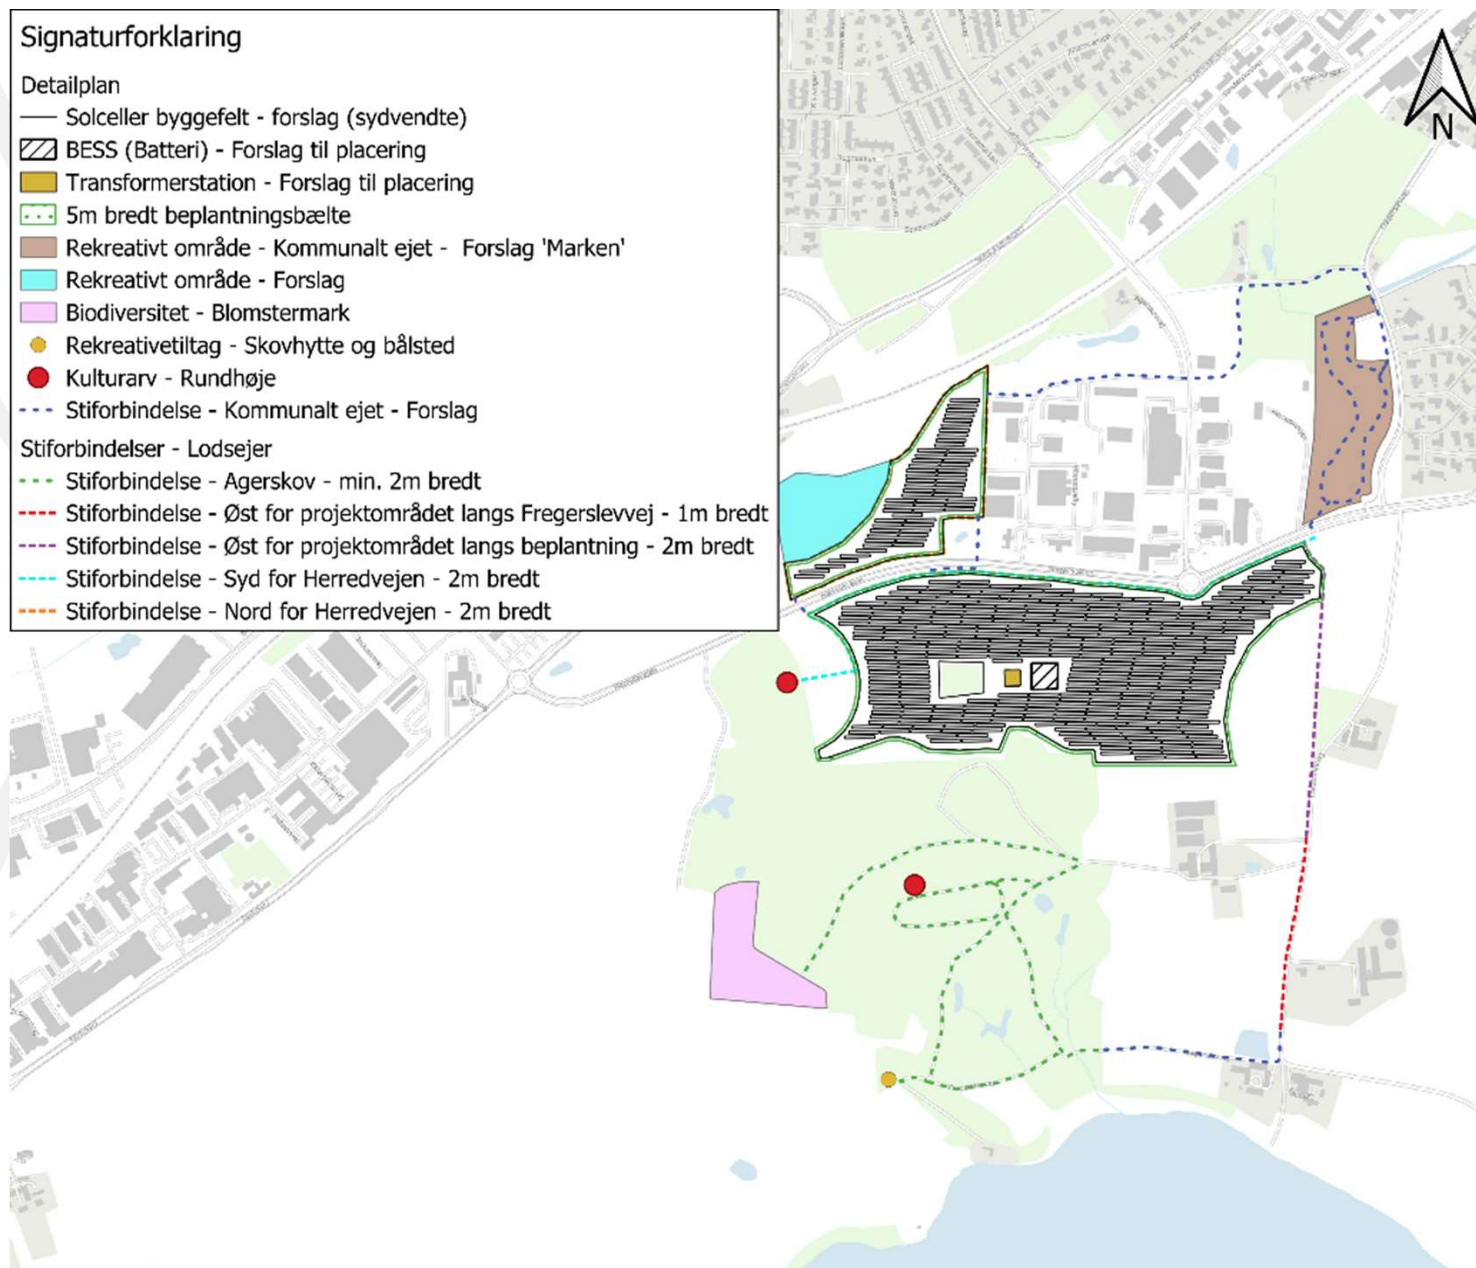 Signaturforklaring
Detailplan
Solceller byggefelt - forslag (sydvendte)
BESS (Batteri) - Forslag til placering
Transformerstation - Forslag til placering
5m bredt beplantningsbælte
Rekreativt område - Kommunalt ejet -  Forslag 'Marken'
Rekreativt område - Forslag
Biodiversitet - Blomstermark
Rekreativetiltag - Skovhytte og bålsted
Kulturarv - Rundhøje
Stiforbindelse - Kommunalt ejet - Forslag
Stiforbindelser - Lodsejer
Stiforbindelse - Agerskov - min. 2m bredt
Stiforbindelse - Øst for projektområdet langs Fregerslevvej - 1m bredt
Stiforbindelse - Øst for projektområdet langs beplantning - 2m bredt
Stiforbindelse - Syd for Herredvejen - 2m bredt
Stiforbindelse - Nord for Herredvejen - 2m bredt
N